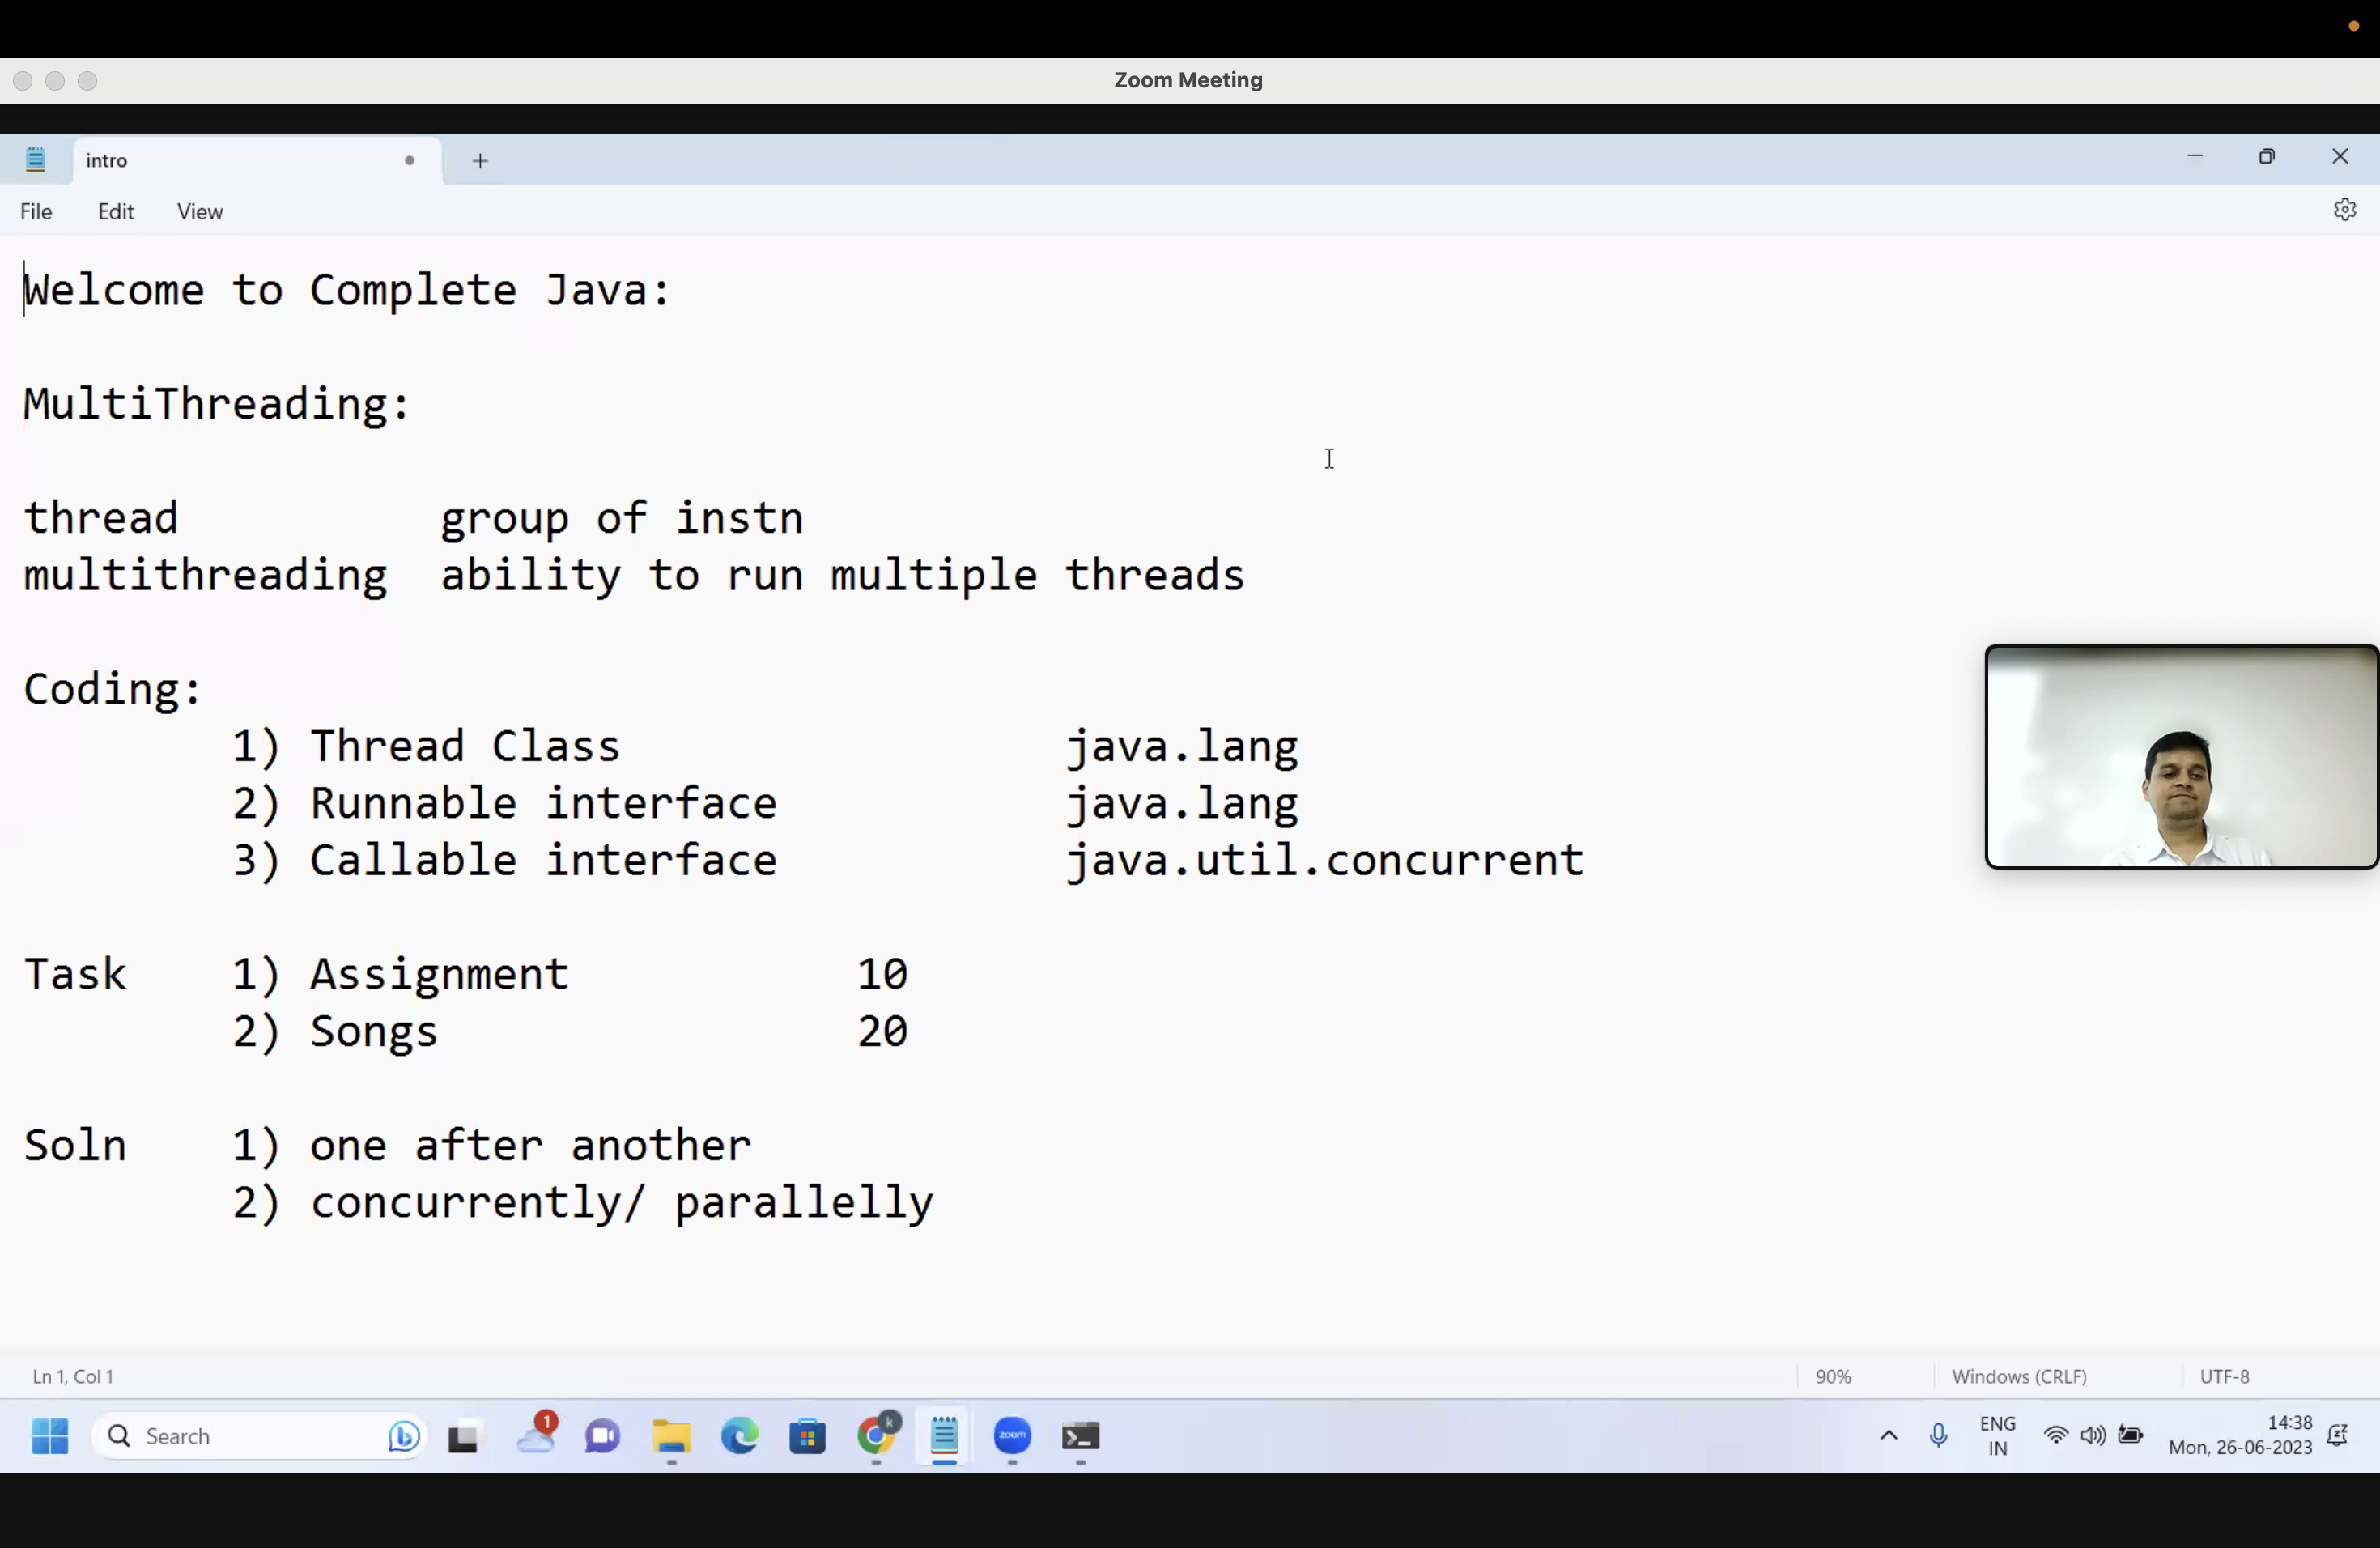 Zoom Meeting
intro
File Edit View
Welcome to Complete Java:
MultiThreading:
thread group of instn
multithreading ability to run multiple threads
Coding:
1) Thread Class java.lang
2) Runnable interface java.lang
3) Callable interface java.util.concurrent
Task 1) Assignment 10
2) Songs 20
Soln 1) one after another
2) concurrently/ parallelly
Ln 1, Col 1 90% Windows (CRLF) UTF-8
Search
1
k
zoom
ENG
IN
14:38
Mon, 26-06-2023